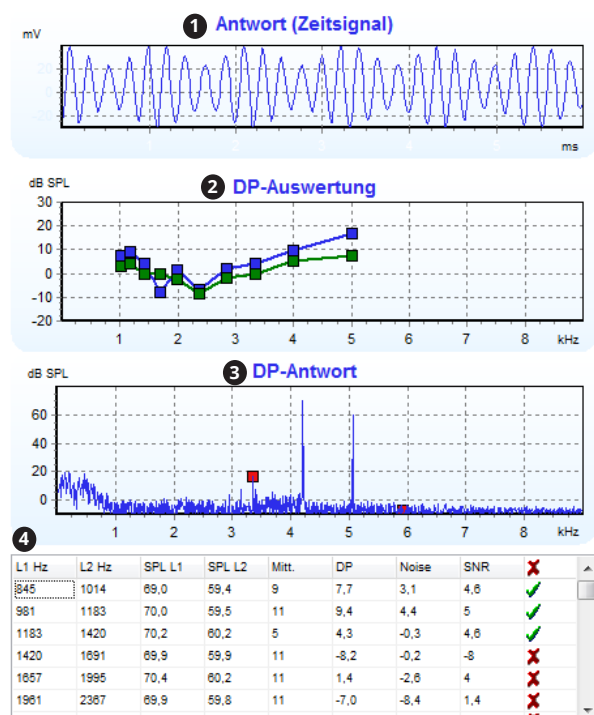 1 Antwort (Zeitsignal)
mV
20
0
-20
1 2 3 4 5
ms
dB SPL
2 DP-Auswertung
30
20
10
0
-10
-20
1 2 3 4 5 6 7 8 kHz
dB SPL
3 DP-Antwort
60
40
20
0
1 2 3 4 5 6 7 8 kHz
4
L1 Hz L2 Hz SPL L1 SPL L2 Mitt. DP Noise SNR
845 1014 69,0 59,4 9 7,7 3,1 4,6
981 1183 70,0 59,5 11 9,4 4,4 5
1183 1420 70,2 60,2 5 4,3 -0,3 4,6
1420 1691 69,9 59,9 11 -8,2 -0,2 -8
1657 1995 70,4 60,2 11 1,4 -2,6 4
1961 2367 69,9 59,8 11 -7,0 -8,4 1,4